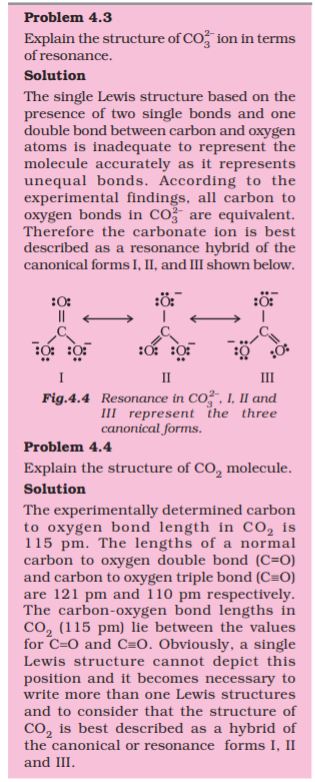 Problem 4.3
Explain the structure of CO₃²⁻ ion in terms
of resonance.
Solution
The single Lewis structure based on the
presence of two single bonds and one
double bond between carbon and oxygen
atoms is inadequate to represent the
molecule accurately as it represents
unequal bonds. According to the
experimental findings, all carbon to
oxygen bonds in CO₃²⁻ are equivalent.
Therefore the carbonate ion is best
described as a resonance hybrid of the
canonical forms I, II, and III shown below.
:O: :Ö:⁻ :Ö:⁻
C C C
⁻:Ö: :Ö:⁻ :O: :Ö:⁻ ⁻:Ö :O:
I II III
Fig.4.4 Resonance in CO₃²⁻, I, II and
III represent the three
canonical forms.
Problem 4.4
Explain the structure of CO₂ molecule.
Solution
The experimentally determined carbon
to oxygen bond length in CO₂ is
115 pm. The lengths of a normal
carbon to oxygen double bond (C=O)
and carbon to oxygen triple bond (C≡O)
are 121 pm and 110 pm respectively.
The carbon-oxygen bond lengths in
CO₂ (115 pm) lie between the values
for C=O and C≡O. Obviously, a single
Lewis structure cannot depict this
position and it becomes necessary to
write more than one Lewis structures
and to consider that the structure of
CO₂ is best described as a hybrid of
the canonical or resonance forms I, II
and III.